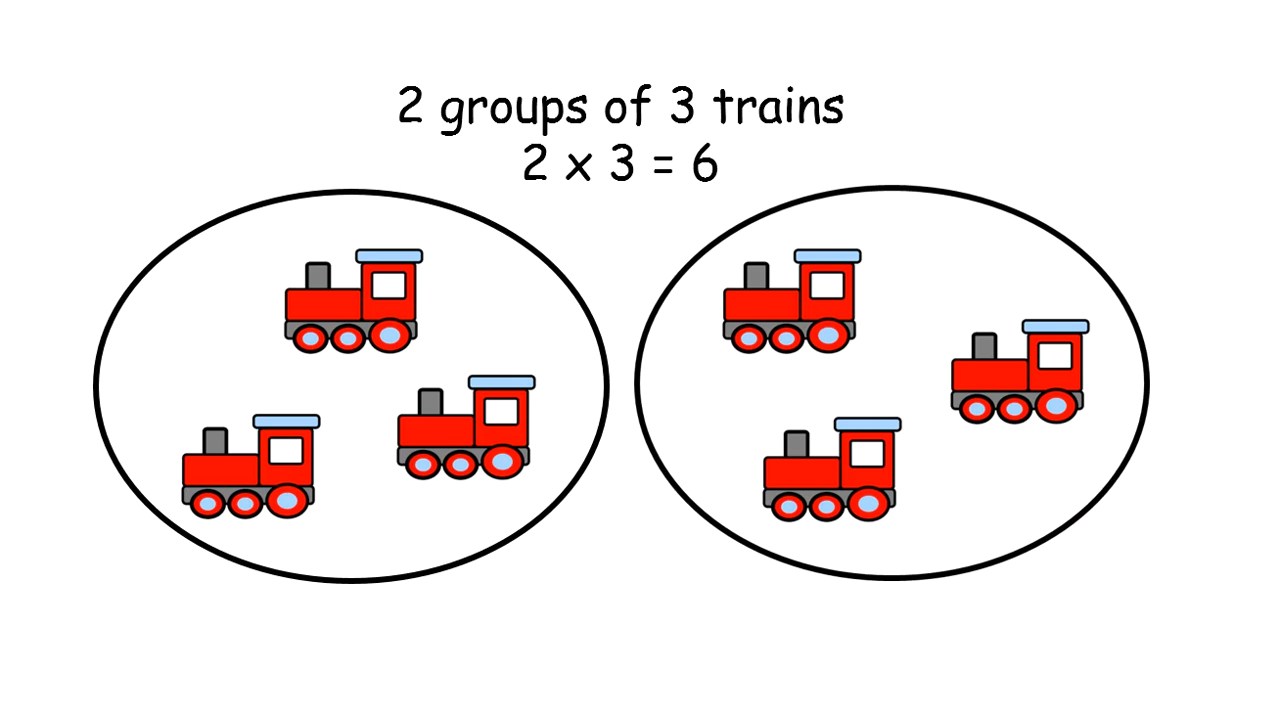 2 groups of 3 trains
2 x 3 = 6